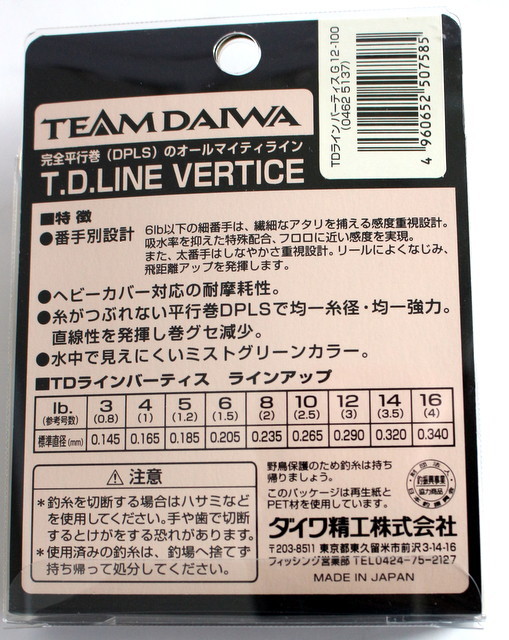 TEAM DAIWA
完全平行巻（DPLS）のオールマイティライン
T.D.LINE VERTICE
TDラインバーティスG 12-100
(0462 5137)
4 960652 507585
■特徴
●番手別設計 6lb以下の細番手は、繊細なアタリを捕える感度重視設計。
吸水率を抑えた特殊配合、フロロに近い感度を実現。
また、太番手はしなやかさ重視設計。リールによくなじみ、
飛距離アップを発揮します。
●ヘビーカバー対応の耐摩耗性。
●糸がつぶれない平行巻DPLSで均一糸径・均一強力。
直線性を発揮し巻グセ減少。
●水中で見えにくいミストグリーンカラー。
■TDラインバーティス ラインアップ
lb. 3 4 5 6 8 10 12 14 16
(参考号数) (0.8) (1) (1.2) (1.5) (2) (2.5) (3) (3.5) (4)
標準直径(mm) 0.145 0.165 0.185 0.205 0.235 0.265 0.290 0.320 0.340
⚠注意
＊釣糸を切断する場合はハサミなど
を使用してください。手や歯で切断
するとけがをする恐れがあります。
＊使用済みの釣糸は、釣場へ捨てず
持ち帰って処分してください。
野鳥保護のため釣糸は持ち
帰りましょう。
このパッケージは再生紙と
PET材を使用しています。
ダイワ精工株式会社
〒203-8511 東京都東久留米市前沢3-14-16
フィッシング営業部 TEL0424-75-2127
MADE IN JAPAN